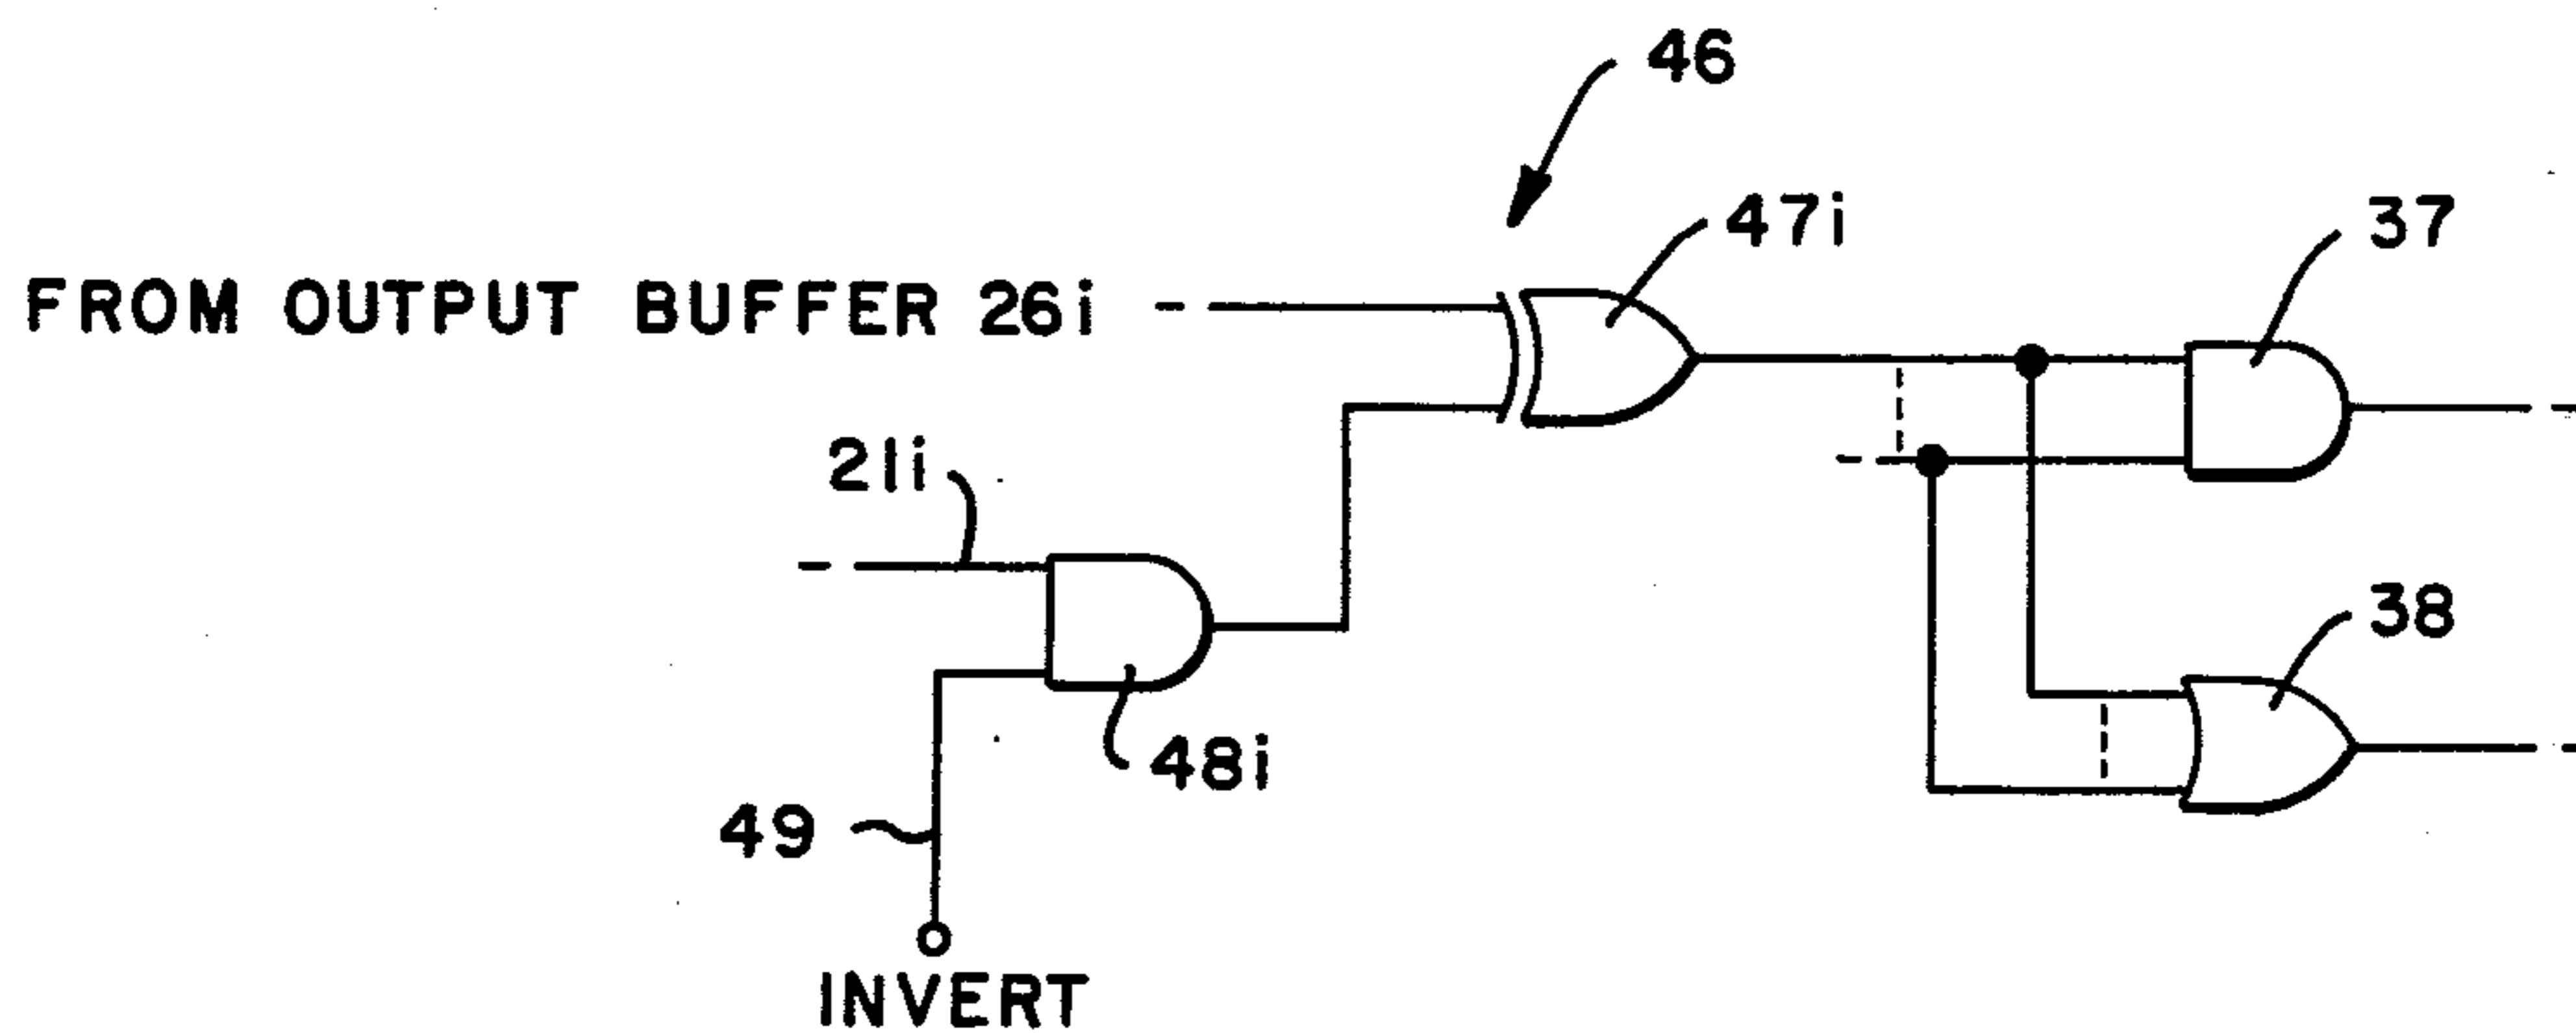 46
47i
37
FROM OUTPUT BUFFER 26i
21i
38
48i
49
INVERT